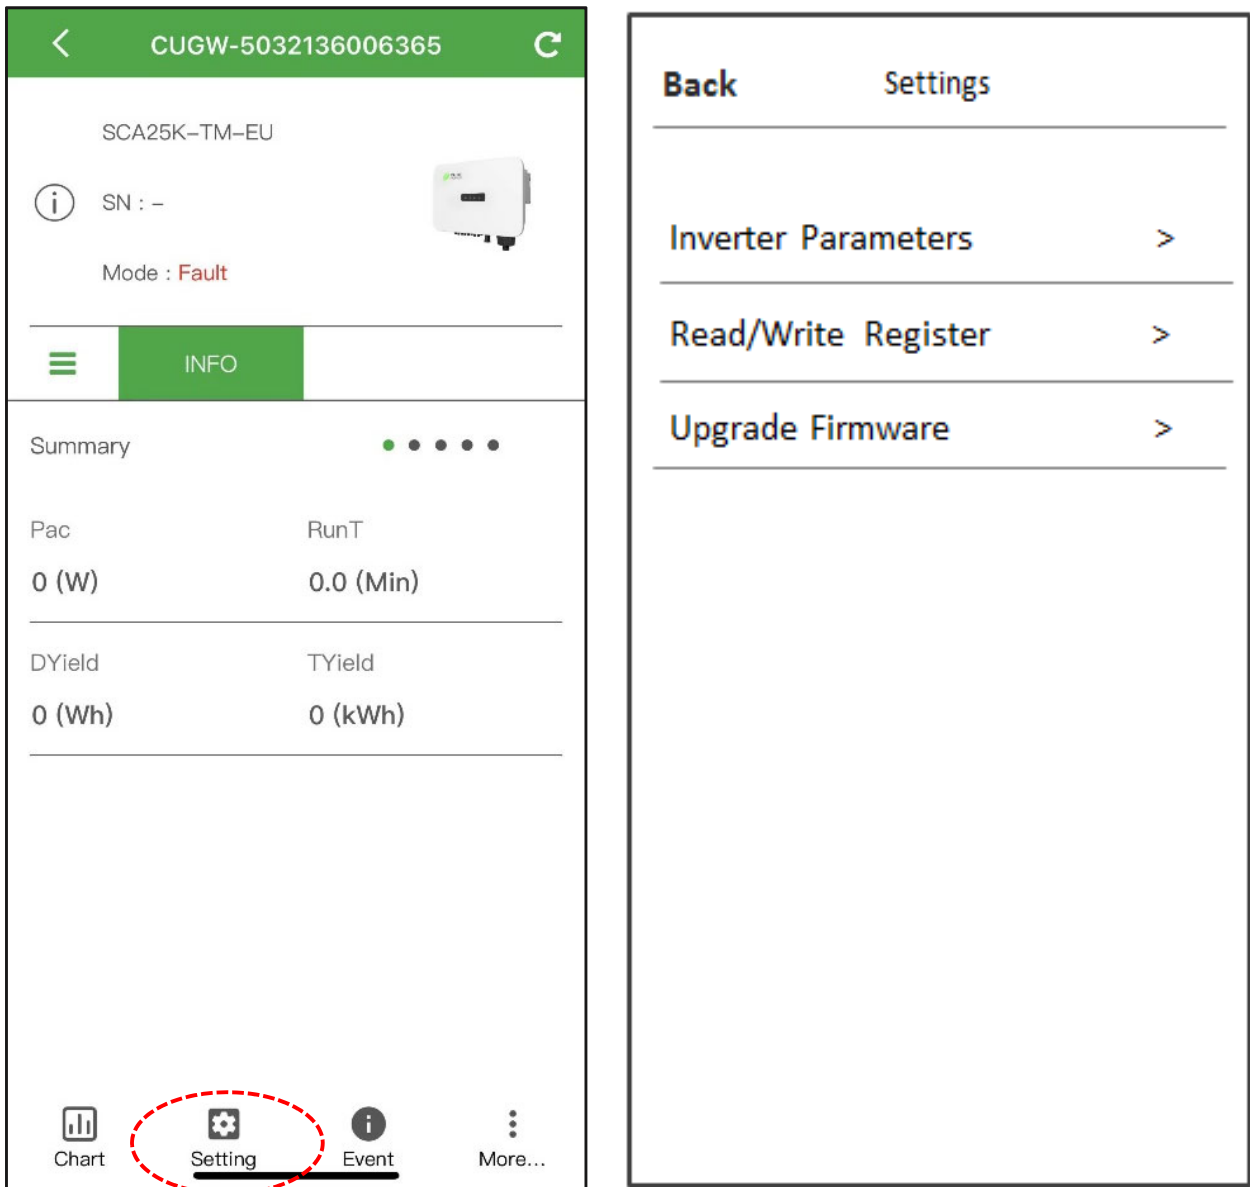 CUGW-5032136006365
SCA25K-TM-EU
SN : -
Mode : Fault
INFO
Summary
Pac RunT
0 (W) 0.0 (Min)
DYield TYield
0 (Wh) 0 (kWh)
Chart Setting Event More...
Back Settings
Inverter Parameters >
Read/Write Register >
Upgrade Firmware >